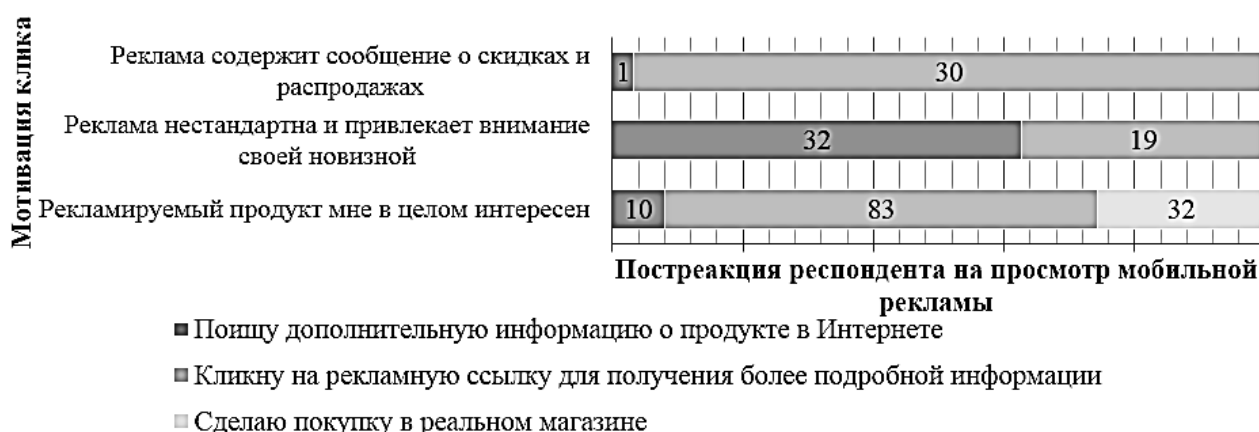 Мотивация клика
Реклама содержит сообщение о скидках и
распродажах
1 30
Реклама нестандартна и привлекает внимание
своей новизной
32 19
Рекламируемый продукт мне в целом интересен
10 83 32
Построеакция респондента на просмотр мобильной
рекламы
Поищу дополнительную информацию о продукте в Интернете
Кликну на рекламную ссылку для получения более подробной информации
Сделаю покупку в реальном магазине